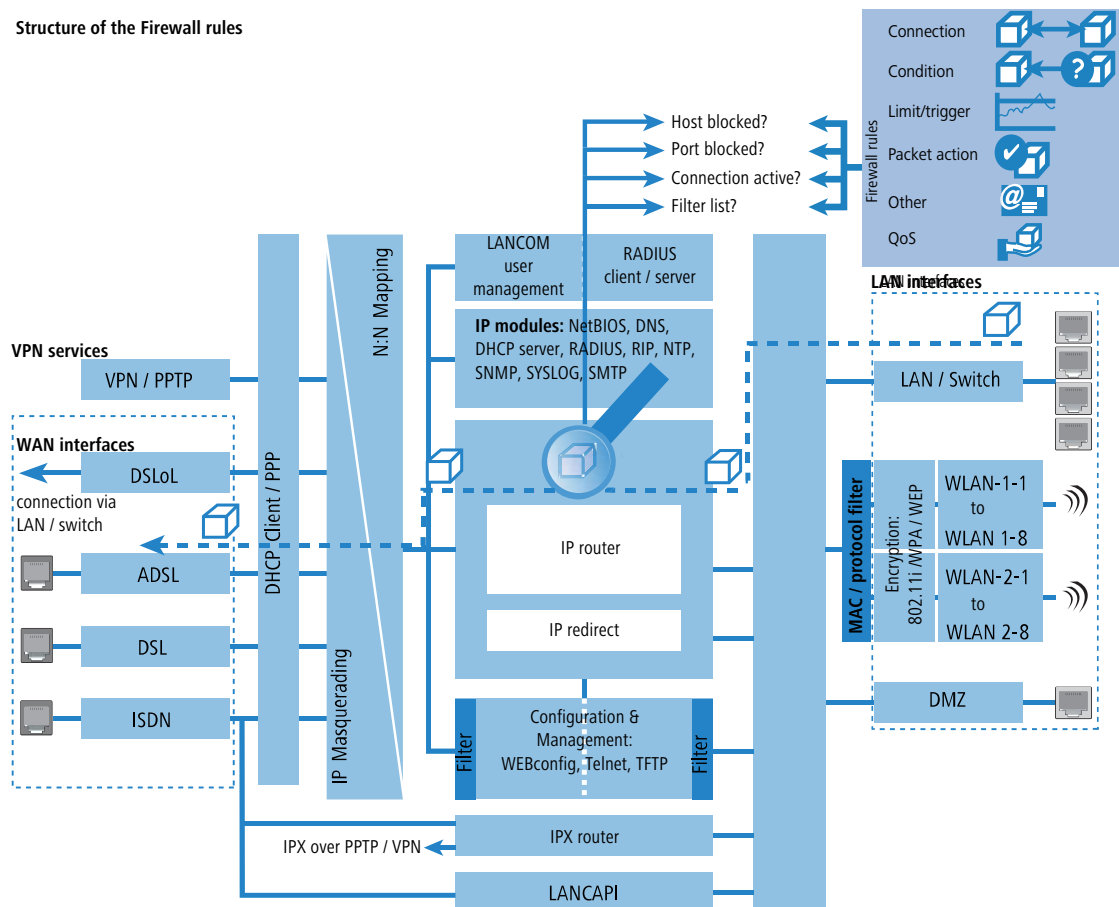 Structure of the Firewall rules
Connection
Condition
Limit/trigger
Packet action
Other
QoS
Firewall rules
Host blocked?
Port blocked?
Connection active?
Filter list?
LANCOM
user
management
RADIUS
client / server
IP modules: NetBIOS, DNS,
DHCP server, RADIUS, RIP, NTP,
SNMP, SYSLOG, SMTP
N:N Mapping
IP Masquerading
DHCP Client / PPP
VPN services
VPN / PPTP
WAN interfaces
DSLoL
connection via
LAN / switch
ADSL
DSL
ISDN
IP router
IP redirect
Filter
Configuration &
Management:
WEBconfig, Telnet, TFTP
Filter
IPX router
IPX over PPTP / VPN
LANCAPI
LAN interfaces
LAN / Switch
MAC / protocol filter
Encryption:
802.11i /WPA / WEP
WLAN-1-1
to
WLAN 1-8
WLAN-2-1
to
WLAN 2-8
DMZ